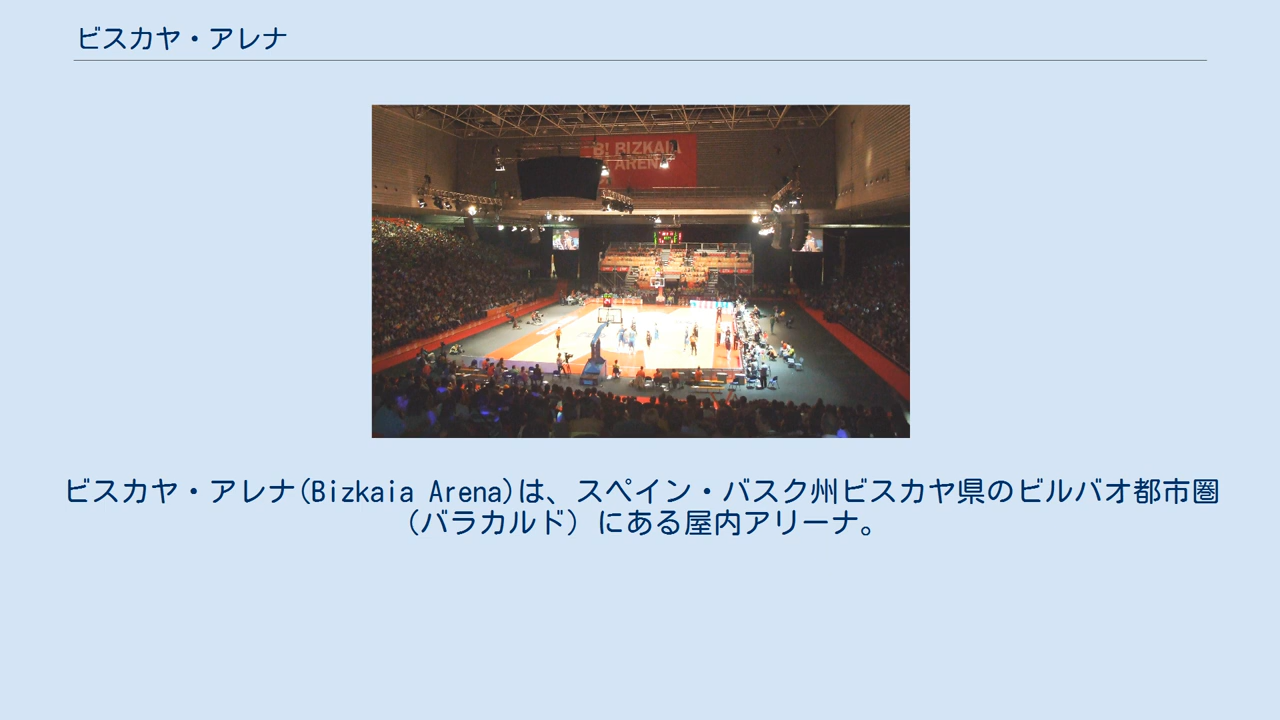 ビスカヤ・アレナ
B! BIZKAIA
ARENA
ビスカヤ・アレナ(Bizkaia Arena)は、スペイン・バスク州ビスカヤ県のビルバオ都市圏
（バラカルド）にある屋内アリーナ。